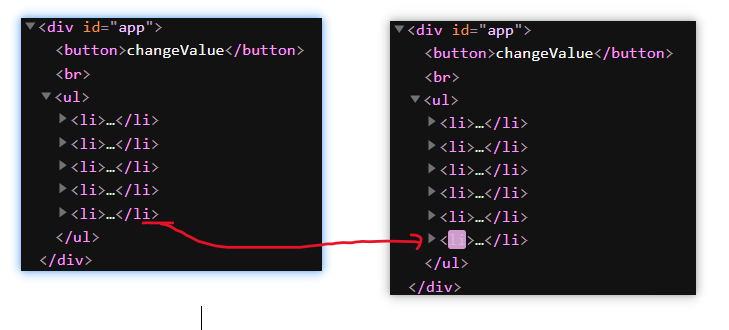 ▼<div id="app">
<button>changeValue</button>
<br>
▼<ul>
▶<li>…</li>
▶<li>…</li>
▶<li>…</li>
▶<li>…</li>
▶<li>…</li>
</ul>
</div>
▼<div id="app">
<button>changeValue</button>
<br>
▼<ul>
▶<li>…</li>
▶<li>…</li>
▶<li>…</li>
▶<li>…</li>
▶<li>…</li>
▶<li>…</li>
</ul>
</div>